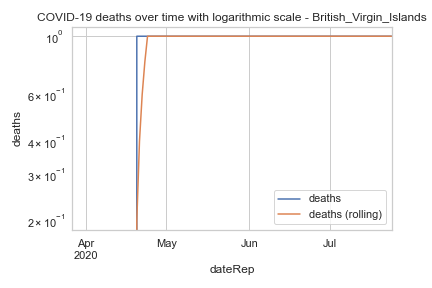 COVID-19 deaths over time with logarithmic scale - British_Virgin_Islands
10⁰
6 × 10⁻¹
4 × 10⁻¹
3 × 10⁻¹
2 × 10⁻¹
deaths
deaths
deaths (rolling)
Apr
2020
May
Jun
Jul
dateRep